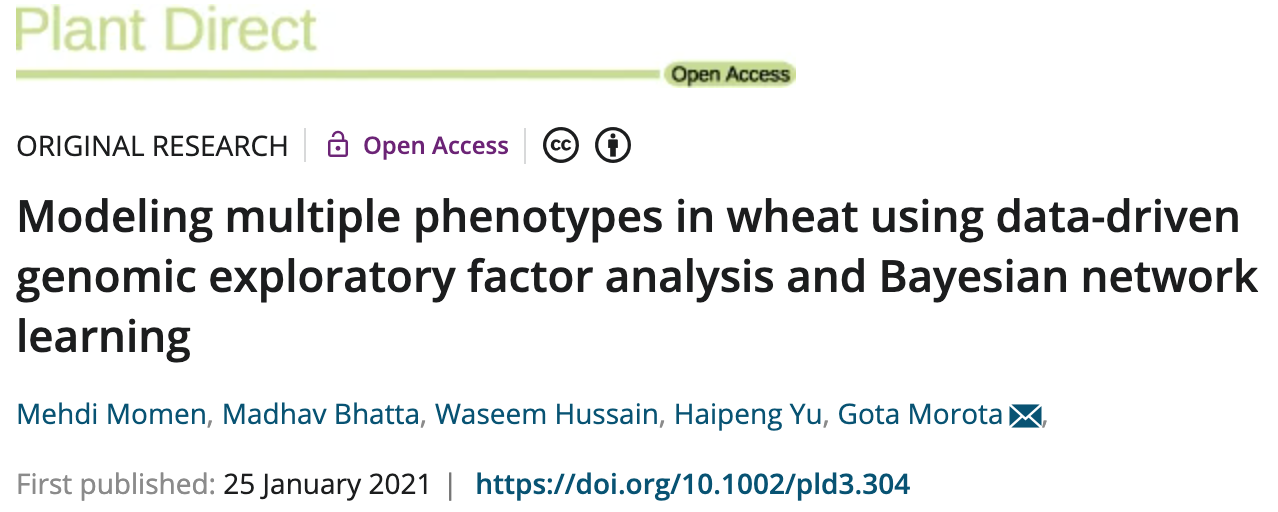 Plant Direct
Open Access
ORIGINAL RESEARCH | Open Access | cc
Modeling multiple phenotypes in wheat using data-driven
genomic exploratory factor analysis and Bayesian network
learning
Mehdi Momen, Madhav Bhatta, Waseem Hussain, Haipeng Yu, Gota Morota ,
First published: 25 January 2021 | https://doi.org/10.1002/pld3.304